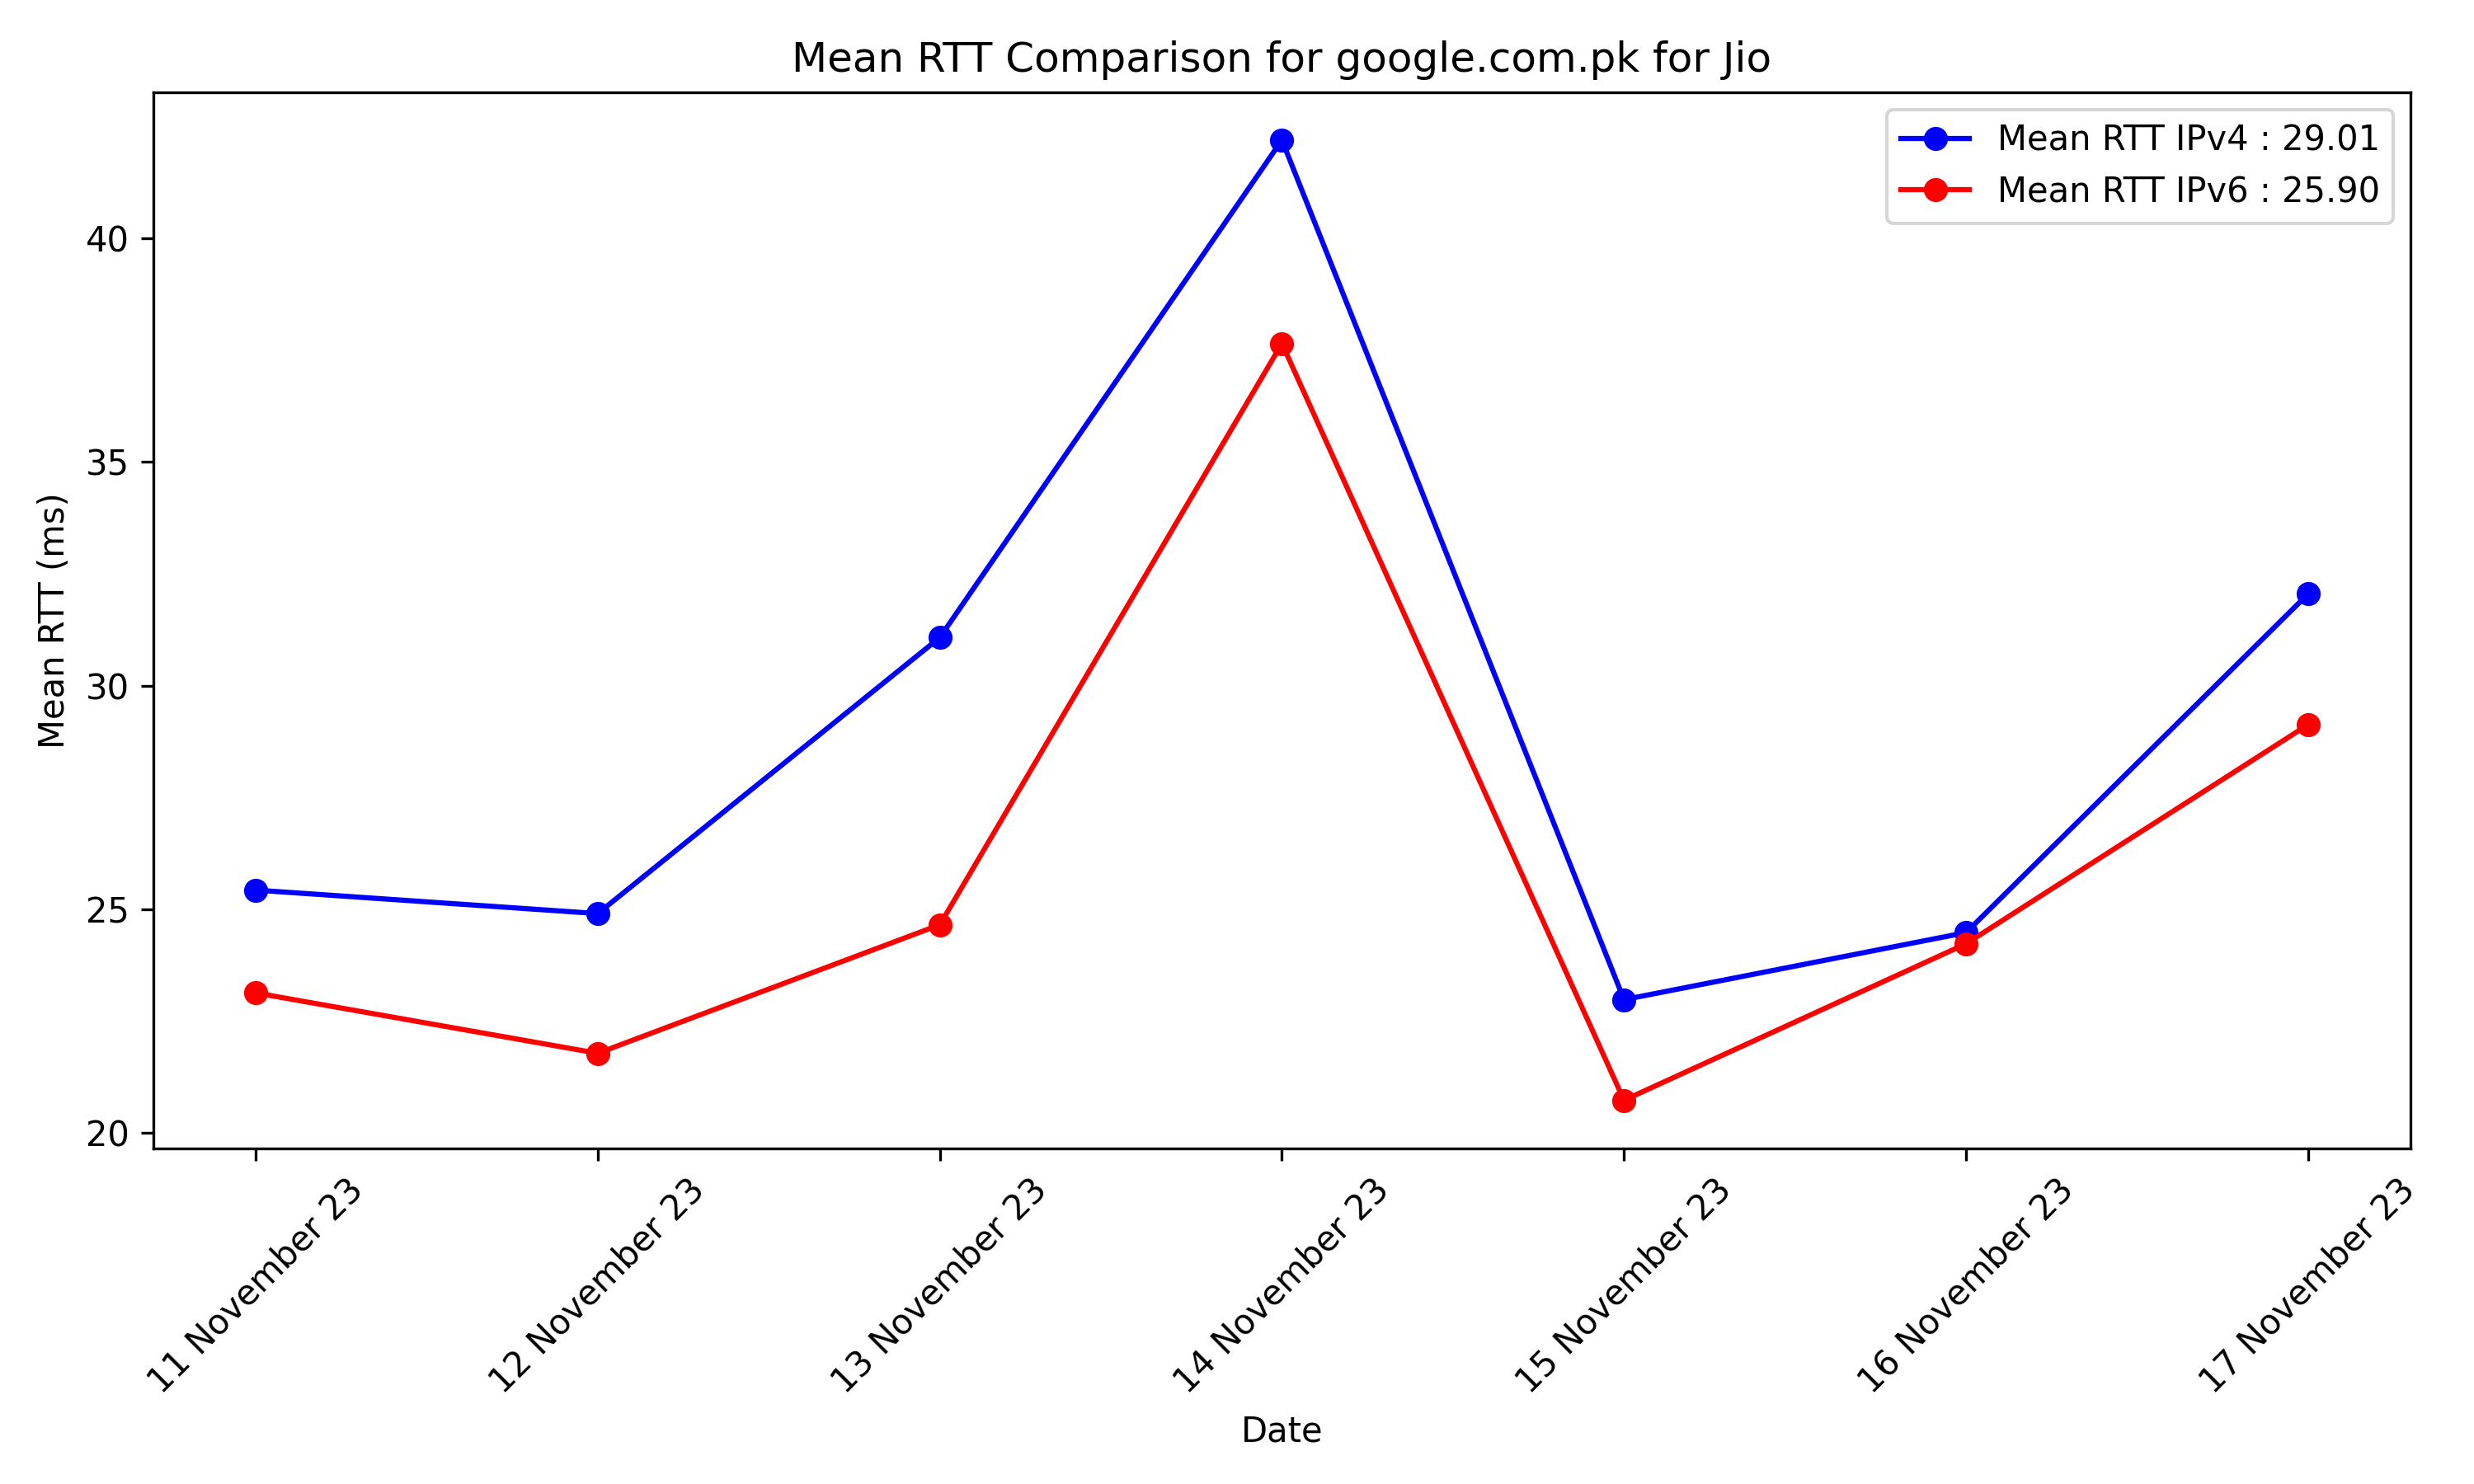 Mean RTT Comparison for google.com.pk for Jio
Mean RTT IPv4 : 29.01
Mean RTT IPv6 : 25.90
Mean RTT (ms)
40
35
30
25
20
11 November 23
12 November 23
13 November 23
14 November 23
15 November 23
16 November 23
17 November 23
Date